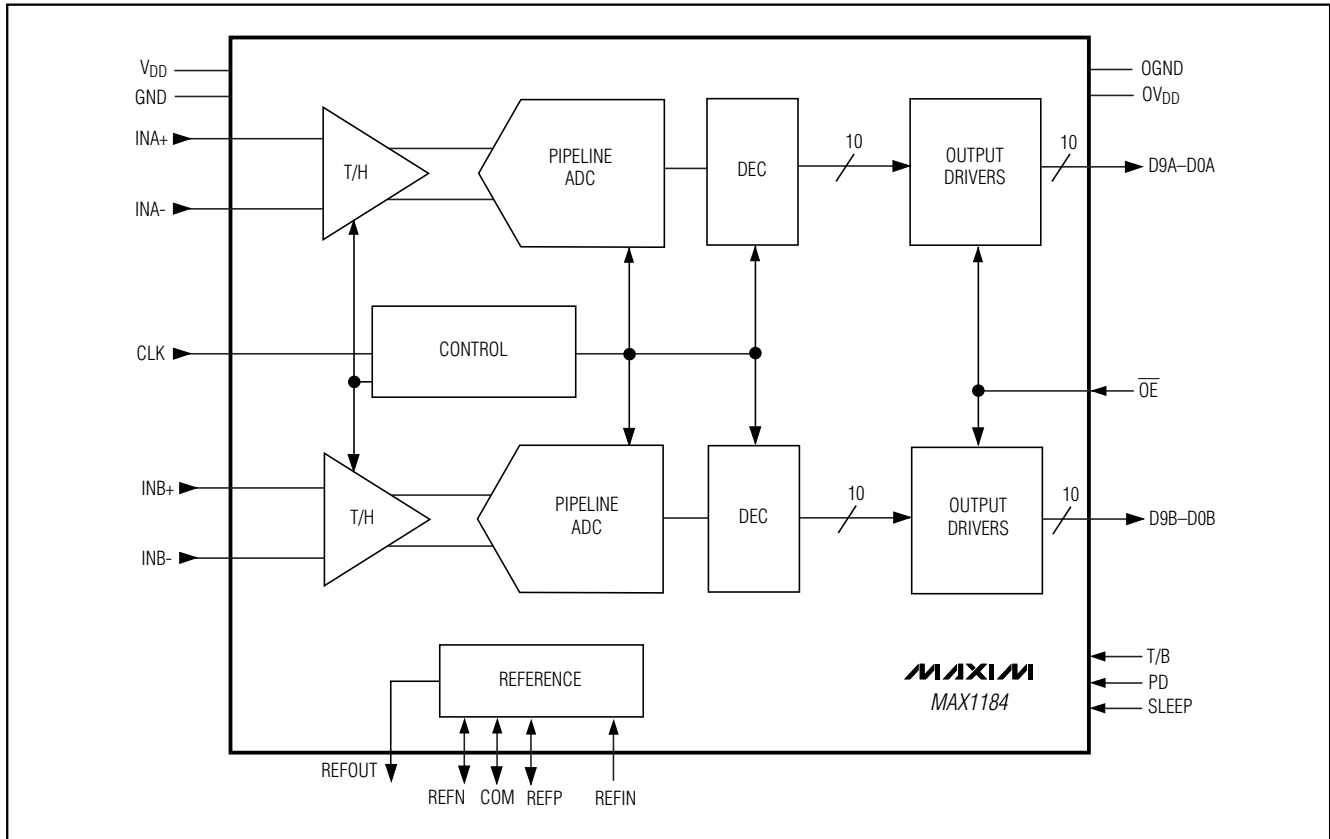 V_DD
GND
INA+
INA-
T/H
PIPELINE
ADC
DEC
10
OUTPUT
DRIVERS
10
D9A–D0A
OGND
OV_DD
CLK
CONTROL
O̅E̅
INB+
INB-
T/H
PIPELINE
ADC
DEC
10
OUTPUT
DRIVERS
10
D9B–D0B
REFERENCE
MAXIM
MAX1184
T/B
PD
SLEEP
REFOUT
REFN
COM
REFP
REFIN